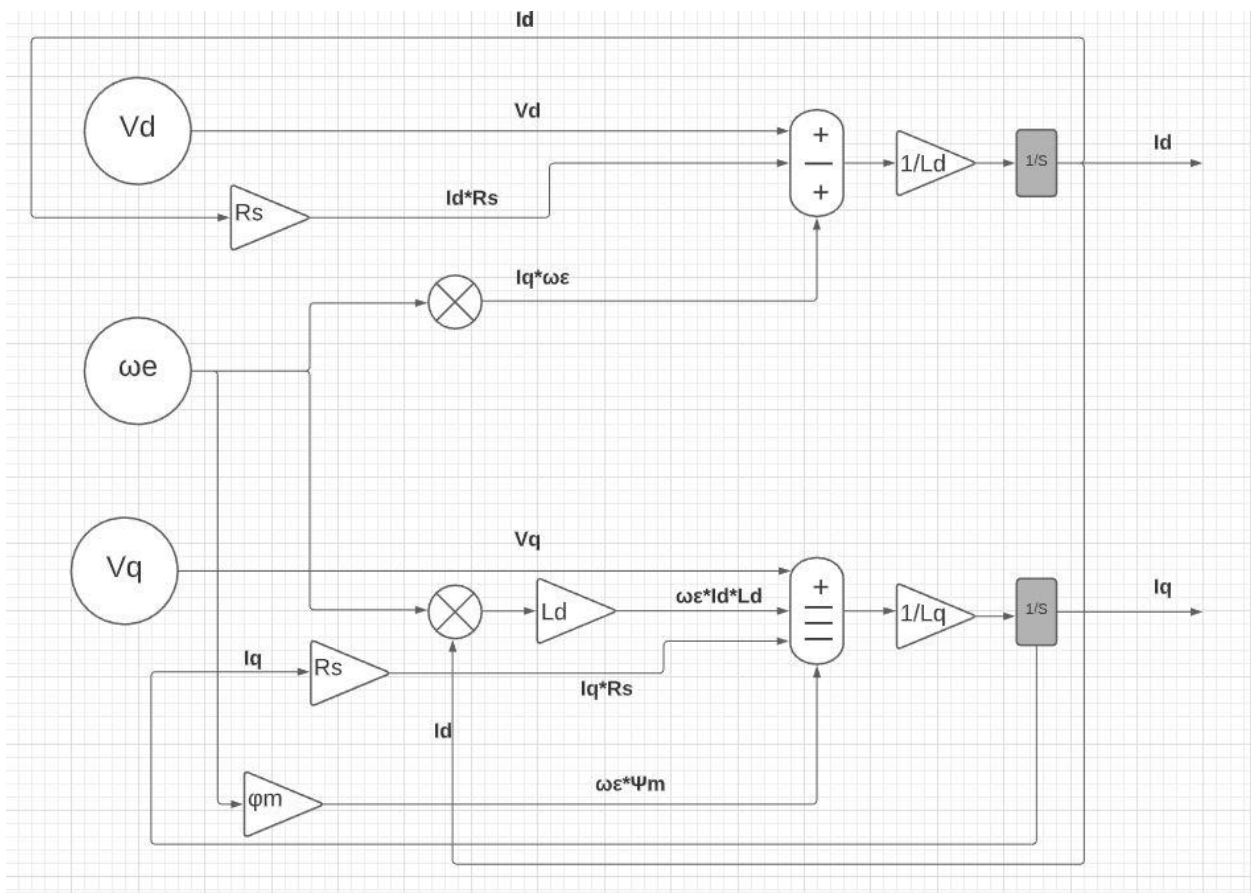 Id
Vd
Vd
+
—
+
1/Ld
1/S
Id
Rs
Id*Rs
Iq*ωε
ωe
Vq
Vq
Ld
ωε*Id*Ld
+
—
—
—
1/Lq
1/S
Iq
Iq
Rs
Iq*Rs
Id
φm
ωε*Ψm